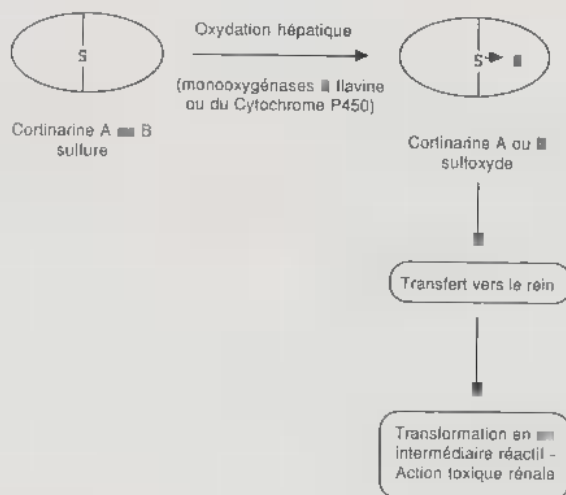 S
Oxydation hépatique
(monooxygénases flavine
ou du Cytochrome P450)
S
Cortinarine A B
sulfure
Cortinarine A ou
sulfoxyde
Transfert vers le rein
Transformation en
intermédiaire réactif -
Action toxique rénale